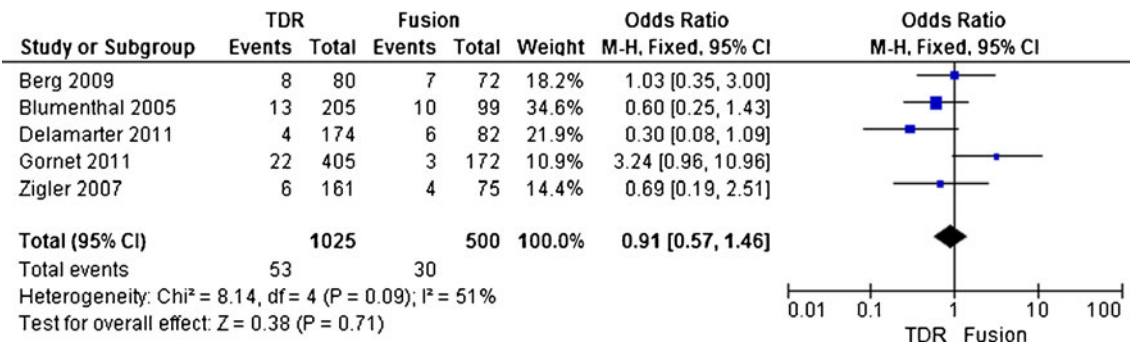 TDR Fusion Odds Ratio Odds Ratio
Study or Subgroup Events Total Events Total Weight M-H, Fixed, 95% CI M-H, Fixed, 95% CI
Berg 2009 8 80 7 72 18.2% 1.03 [0.35, 3.00]
Blumenthal 2005 13 205 10 99 34.6% 0.60 [0.25, 1.43]
Delamarter 2011 4 174 6 82 21.9% 0.30 [0.08, 1.09]
Gornet 2011 22 405 3 172 10.9% 3.24 [0.96, 10.96]
Zigler 2007 6 161 4 75 14.4% 0.69 [0.19, 2.51]
Total (95% CI) 1025 500 100.0% 0.91 [0.57, 1.46]
Total events 53 30
Heterogeneity: Chi² = 8.14, df = 4 (P = 0.09); I² = 51%
Test for overall effect: Z = 0.38 (P = 0.71)
0.01 0.1 1 10 100
TDR Fusion